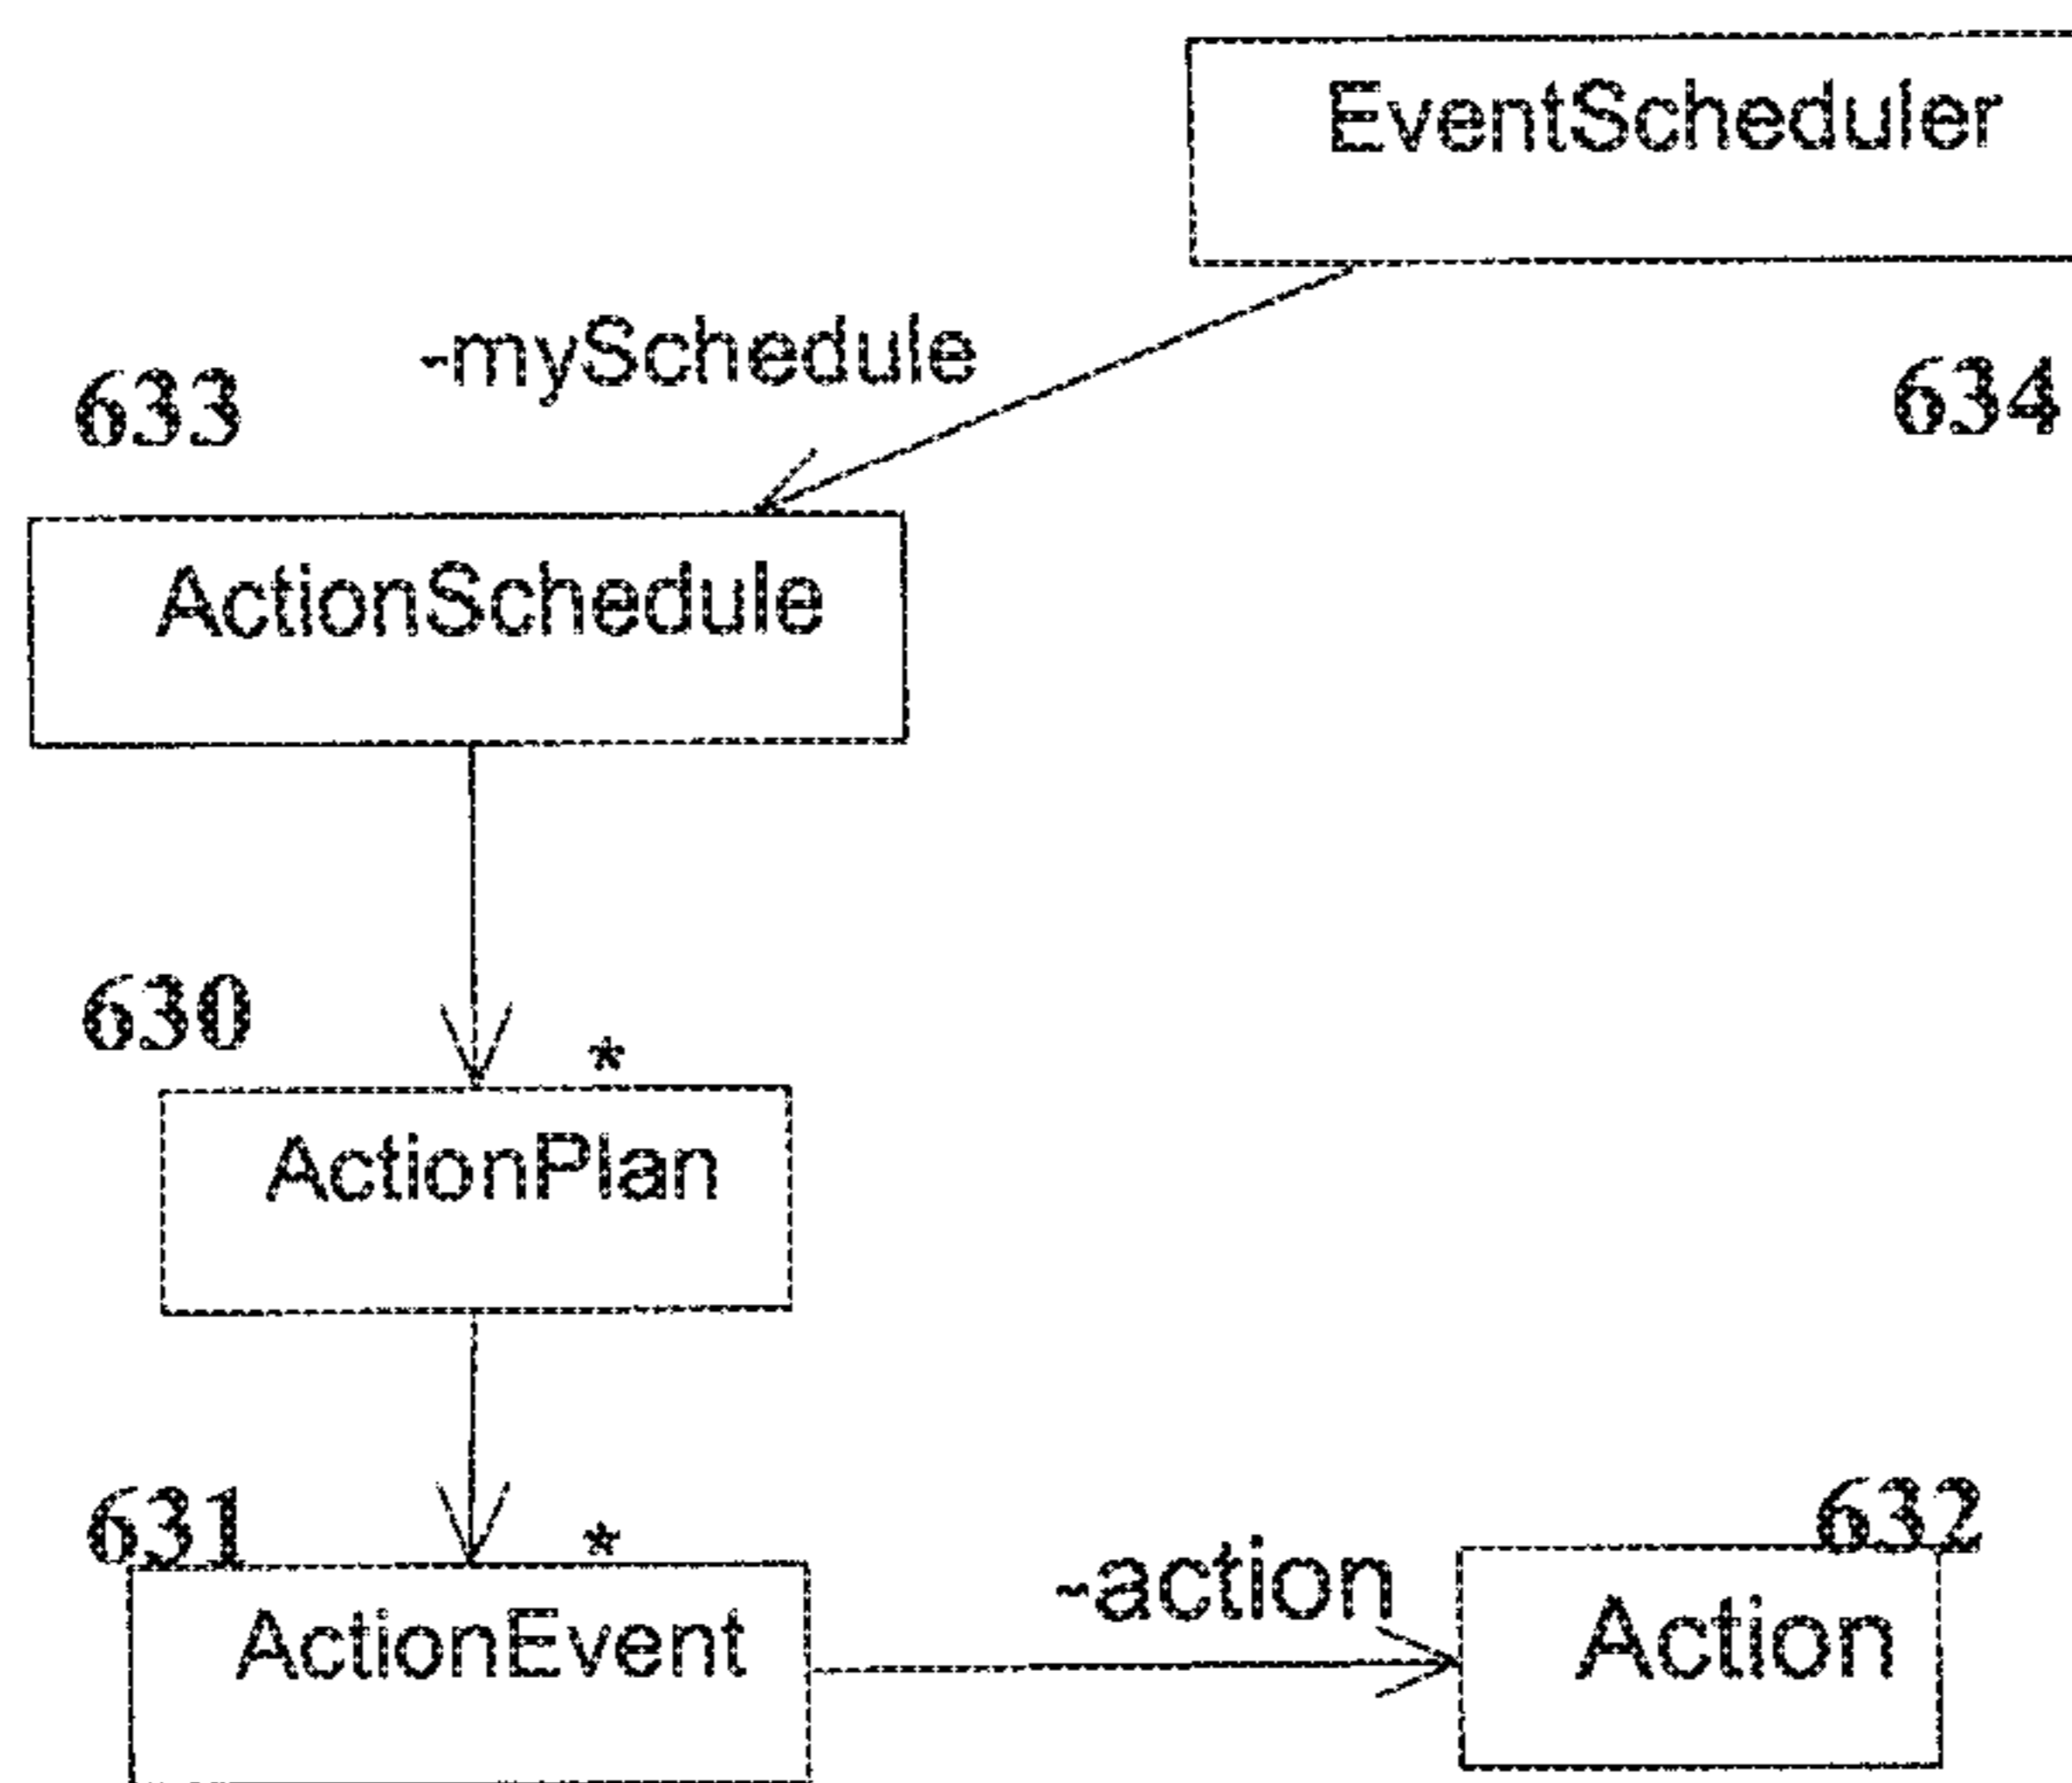 EventScheduler
-mySchedule
633
634
ActionSchedule
630
*
ActionPlan
631
*
632
-action
ActionEvent
Action